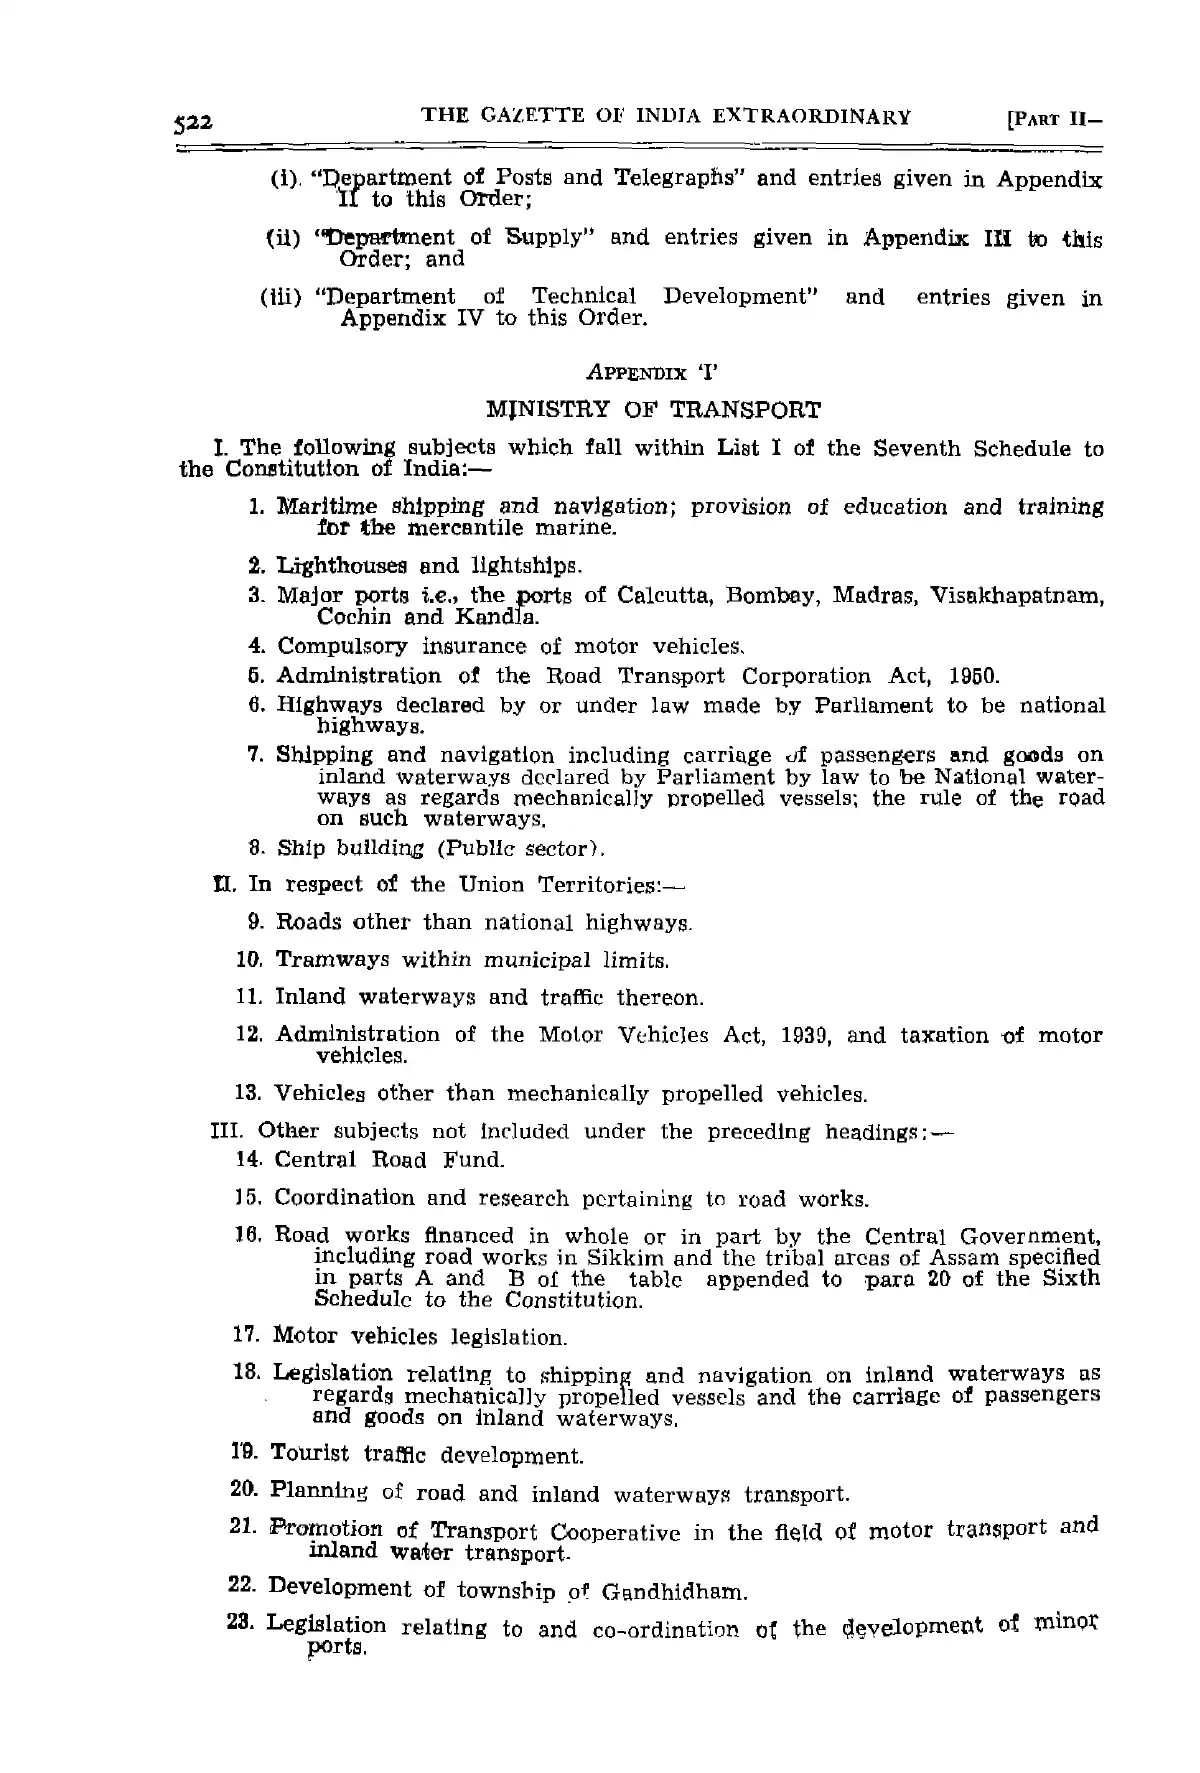 522 THE GAZETTE OF INDIA EXTRAORDINARY [PART II—
(i). “Department of Posts and Telegraphs” and entries given in Appendix
II to this Order;
(ii) “Department of Supply” and entries given in Appendix III to this
Order; and
(iii) “Department of Technical Development” and entries given in
Appendix IV to this Order.
APPENDIX ‘I’
MINISTRY OF TRANSPORT
I. The following subjects which fall within List I of the Seventh Schedule to
the Constitution of India:—
1. Maritime shipping and navigation; provision of education and training
for the mercantile marine.
2. Lighthouses and lightships.
3. Major ports i.e., the ports of Calcutta, Bombay, Madras, Visakhapatnam,
Cochin and Kandla.
4. Compulsory insurance of motor vehicles.
5. Administration of the Road Transport Corporation Act, 1950.
6. Highways declared by or under law made by Parliament to be national
highways.
7. Shipping and navigation including carriage of passengers and goods on
inland waterways declared by Parliament by law to be National water-
ways as regards mechanically propelled vessels; the rule of the road
on such waterways.
8. Ship building (Public sector).
II. In respect of the Union Territories:—
9. Roads other than national highways.
10. Tramways within municipal limits.
11. Inland waterways and traffic thereon.
12. Administration of the Motor Vehicles Act, 1939, and taxation of motor
vehicles.
13. Vehicles other than mechanically propelled vehicles.
III. Other subjects not included under the preceding headings:—
14. Central Road Fund.
15. Coordination and research pertaining to road works.
16. Road works financed in whole or in part by the Central Government,
including road works in Sikkim and the tribal areas of Assam specified
in parts A and B of the table appended to para 20 of the Sixth
Schedule to the Constitution.
17. Motor vehicles legislation.
18. Legislation relating to shipping and navigation on inland waterways as
regards mechanically propelled vessels and the carriage of passengers
and goods on inland waterways.
19. Tourist traffic development.
20. Planning of road and inland waterways transport.
21. Promotion of Transport Cooperative in the field of motor transport and
inland water transport.
22. Development of township of Gandhidham.
23. Legislation relating to and co-ordination of the development of minor
ports.